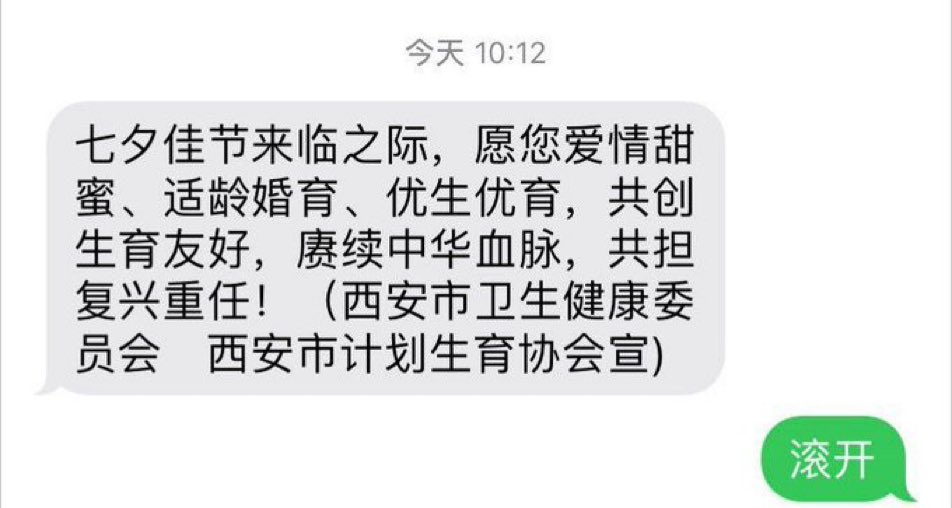 今天 10:12
七夕佳节来临之际，愿您爱情甜
蜜、适龄婚育、优生优育，共创
生育友好，赓续中华血脉，共担
复兴重任！（西安市卫生健康委
员会　西安市计划生育协会宣)
滚开